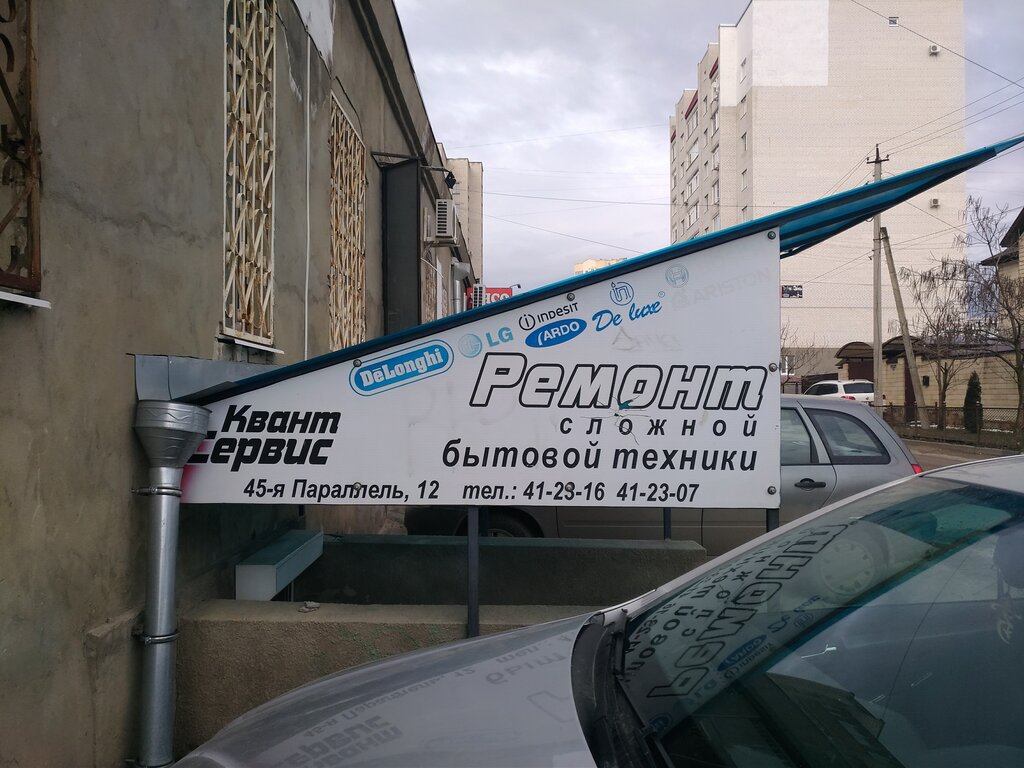 DeLonghi
LG
INDESIT
ARDO
De luxe
ARISTON
Ремонт
сложной
бытовой техники
Квант
Сервис
45-я Параллель, 12 тел.: 41-23-16 41-23-07